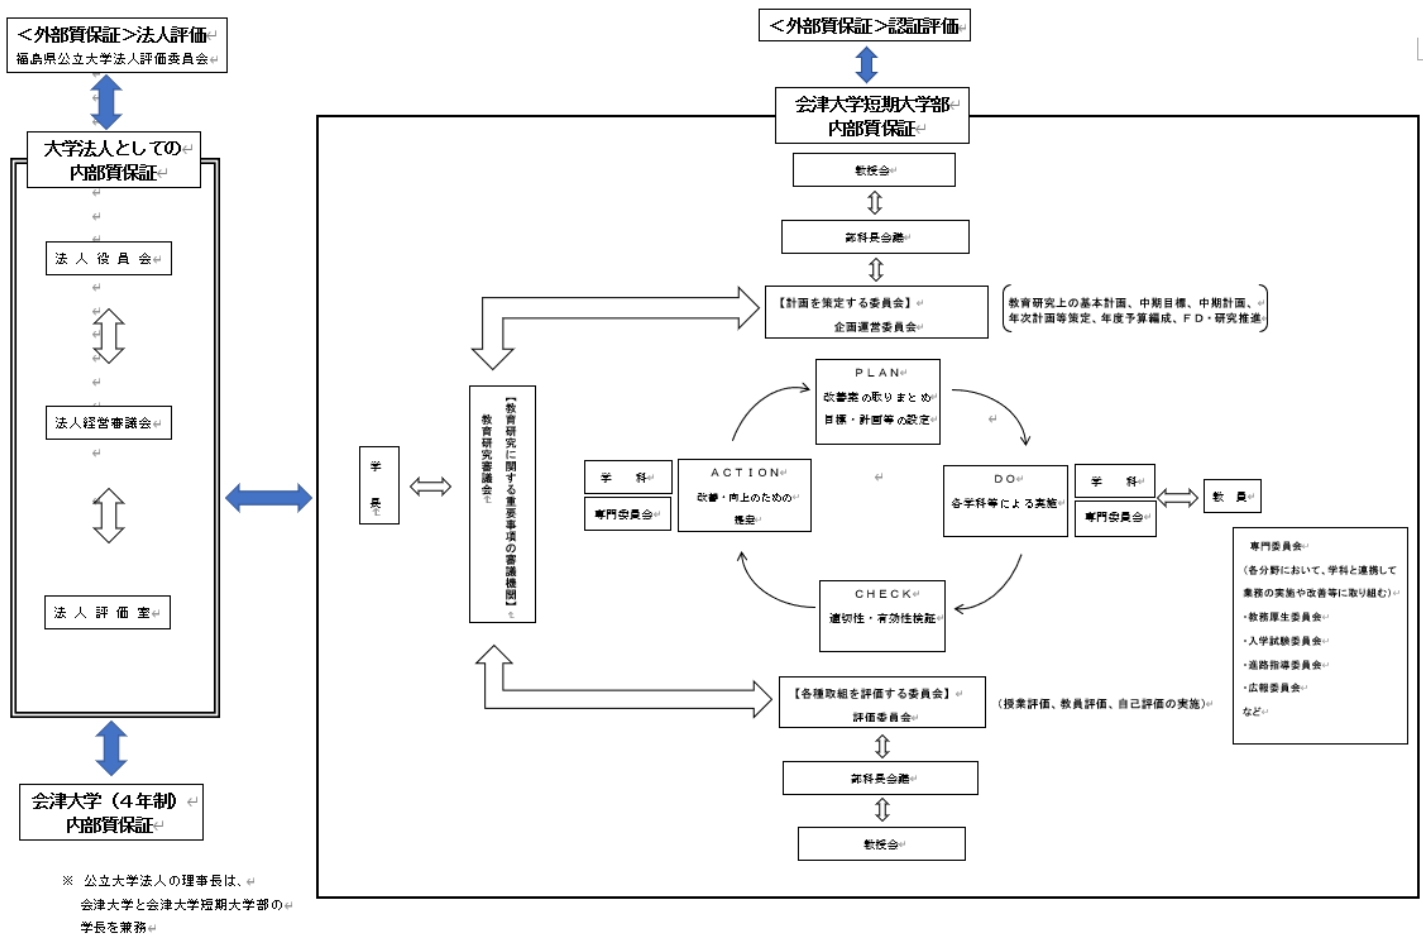 ＜外部質保証＞法人評価
福島県公立大学法人評価委員会
大学法人としての
内部質保証
法人役員会
法人経営審議会
法人評価室
会津大学（４年制）
内部質保証
※ 公立大学法人の理事長は、
会津大学と会津大学短期大学部の
学長を兼務
＜外部質保証＞認証評価
会津大学短期大学部
内部質保証
教授会
部科長会議
【計画を策定する委員会】
企画運営委員会
教育研究上の基本計画、中期目標、中期計画、
年次計画等策定、年度予算編成、ＦＤ・研究推進
学長
【教育研究に関する重要事項の審議機関】
教育研究審議会
ＰＬＡＮ
改善案の取りまとめ
目標・計画等の設定
学　科
専門委員会
ＡＣＴＩＯＮ
改善・向上のための
提案
ＤＯ
各学科等による実施
学　科
専門委員会
教　員
ＣＨＥＣＫ
適切性・有効性検証
専門委員会
（各分野において、学科と連携して
業務の実施や改善等に取り組む）
・教務厚生委員会
・入学試験委員会
・進路指導委員会
・広報委員会
など
【各種取組を評価する委員会】
評価委員会
（授業評価、教員評価、自己評価の実施）
部科長会議
教授会